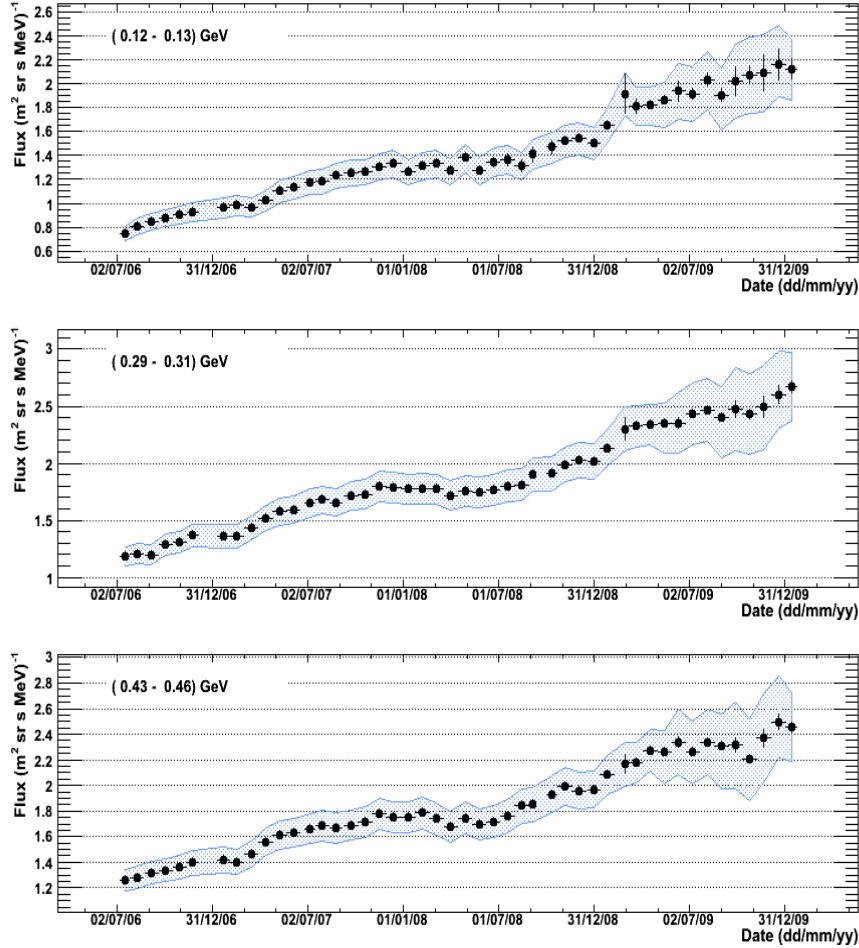 2.6
2.4
2.2
2
1.8
1.6
1.4
1.2
1
0.8
0.6
Flux (m² sr s MeV)⁻¹
( 0.12 - 0.13) GeV
02/07/06 31/12/06 02/07/07 01/01/08 01/07/08 31/12/08 02/07/09 31/12/09
Date (dd/mm/yy)
3
2.5
2
1.5
1
Flux (m² sr s MeV)⁻¹
( 0.29 - 0.31) GeV
02/07/06 31/12/06 02/07/07 01/01/08 01/07/08 31/12/08 02/07/09 31/12/09
Date (dd/mm/yy)
3
2.8
2.6
2.4
2.2
2
1.8
1.6
1.4
1.2
Flux (m² sr s MeV)⁻¹
( 0.43 - 0.46) GeV
02/07/06 31/12/06 02/07/07 01/01/08 01/07/08 31/12/08 02/07/09 31/12/09
Date (dd/mm/yy)